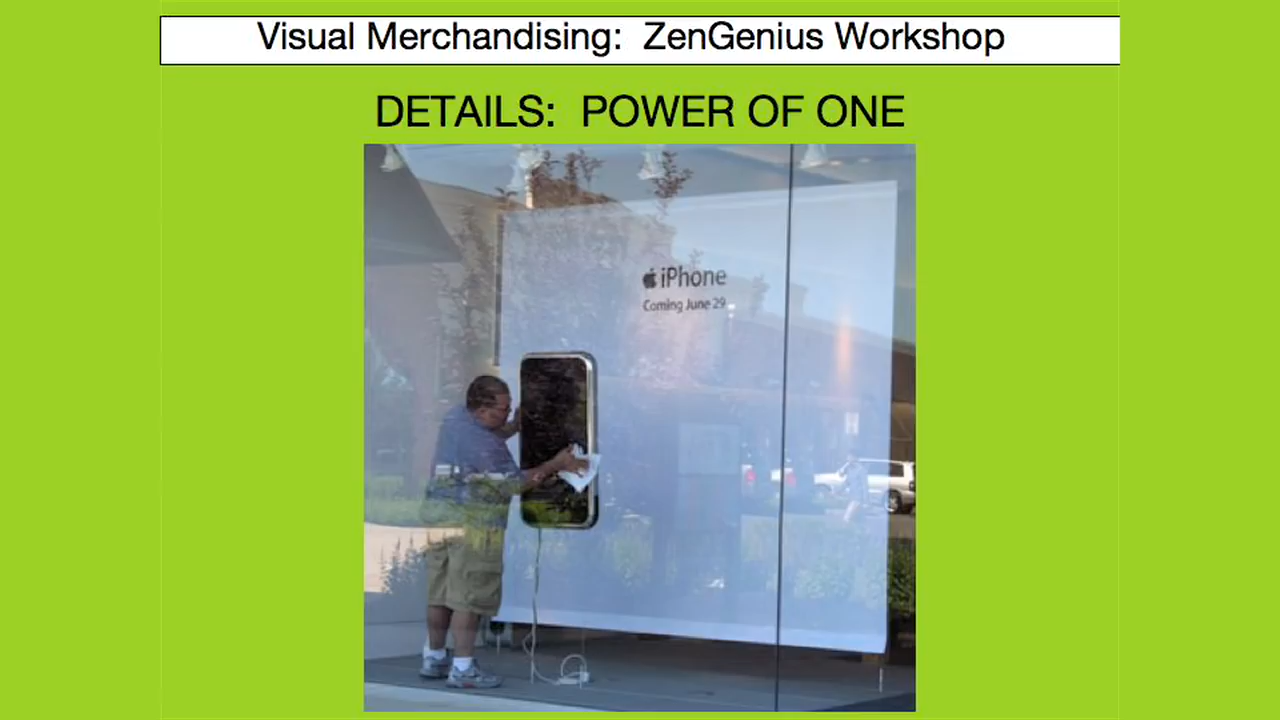 Visual Merchandising: ZenGenius Workshop
DETAILS: POWER OF ONE
iPhone
Coming June 29